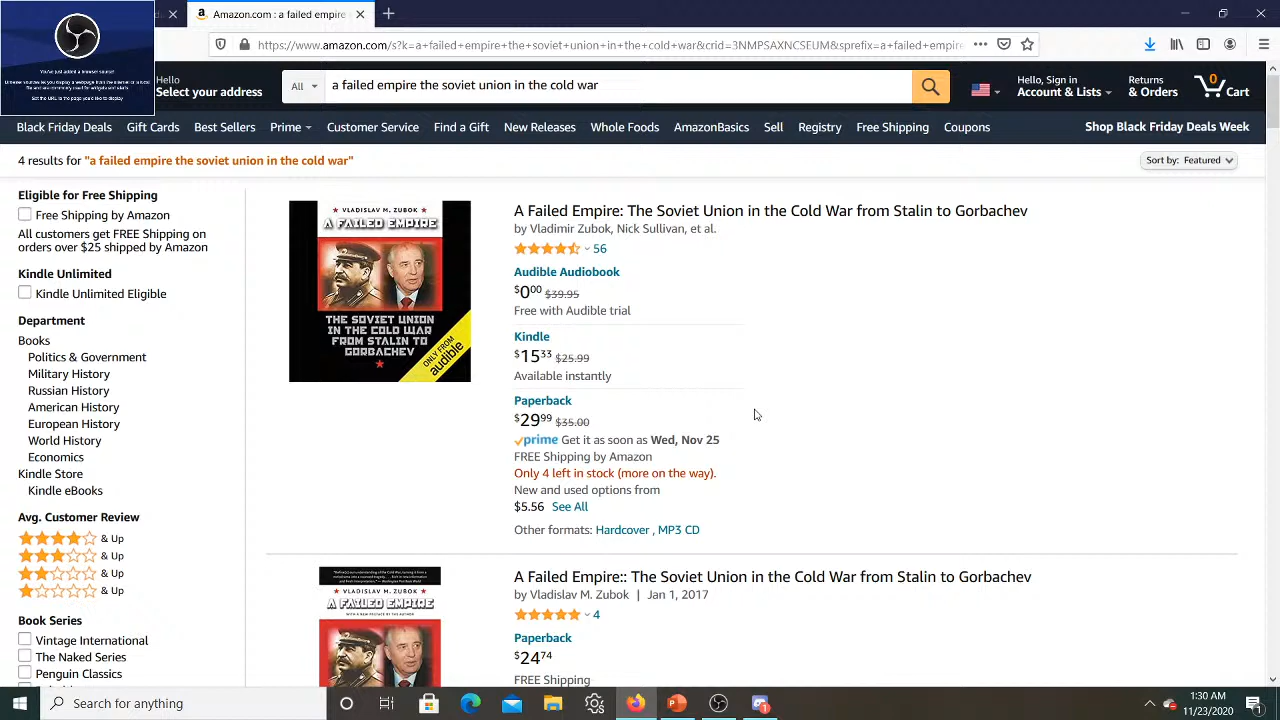 Amazon.com : a failed empire
You've just added a browser source!
https://www.amazon.com/s?k=a+failed+empire+the+soviet+union+in+the+cold+war&crid=3NMPSAXNCSEUM&sprefix=a+failed+empire
Hello
Select your address
All
a failed empire the soviet union in the cold war
Hello, Sign in
Account & Lists
Returns
& Orders
0
Cart
Black Friday Deals
Gift Cards
Best Sellers
Prime
Customer Service
Find a Gift
New Releases
Whole Foods
AmazonBasics
Sell
Registry
Free Shipping
Coupons
Shop Black Friday Deals Week
4 results for "a failed empire the soviet union in the cold war"
Sort by: Featured
Eligible for Free Shipping
Free Shipping by Amazon
All customers get FREE Shipping on
orders over $25 shipped by Amazon
Kindle Unlimited
Kindle Unlimited Eligible
Department
Books
Politics & Government
Military History
Russian History
American History
European History
World History
Economics
Kindle Store
Kindle eBooks
Avg. Customer Review
& Up
& Up
& Up
& Up
Book Series
Vintage International
The Naked Series
Penguin Classics
VLADISLAV M. ZUBOK
A FAILED EMPIRE
THE SOVIET UNION
IN THE COLD WAR
FROM STALIN TO
GORBACHEV
ONLY FROM
audible
A Failed Empire: The Soviet Union in the Cold War from Stalin to Gorbachev
by Vladimir Zubok, Nick Sullivan, et al.
56
Audible Audiobook
$0.00 $39.95
Free with Audible trial
Kindle
$15.33 $25.99
Available instantly
Paperback
$29.99 $35.00
prime Get it as soon as Wed, Nov 25
FREE Shipping by Amazon
Only 4 left in stock (more on the way).
New and used options from
$5.56 See All
Other formats: Hardcover , MP3 CD
VLADISLAV M. ZUBOK
A FAILED EMPIRE
WITH A NEW PREFACE BY THE AUTHOR
A Failed Empire:: The Soviet Union in the Cold War from Stalin to Gorbachev
by Vladislav M. Zubok | Jan 1, 2017
4
Paperback
$24.74
FREE Shipping
Search for anything
1:30 AM
11/23/2020